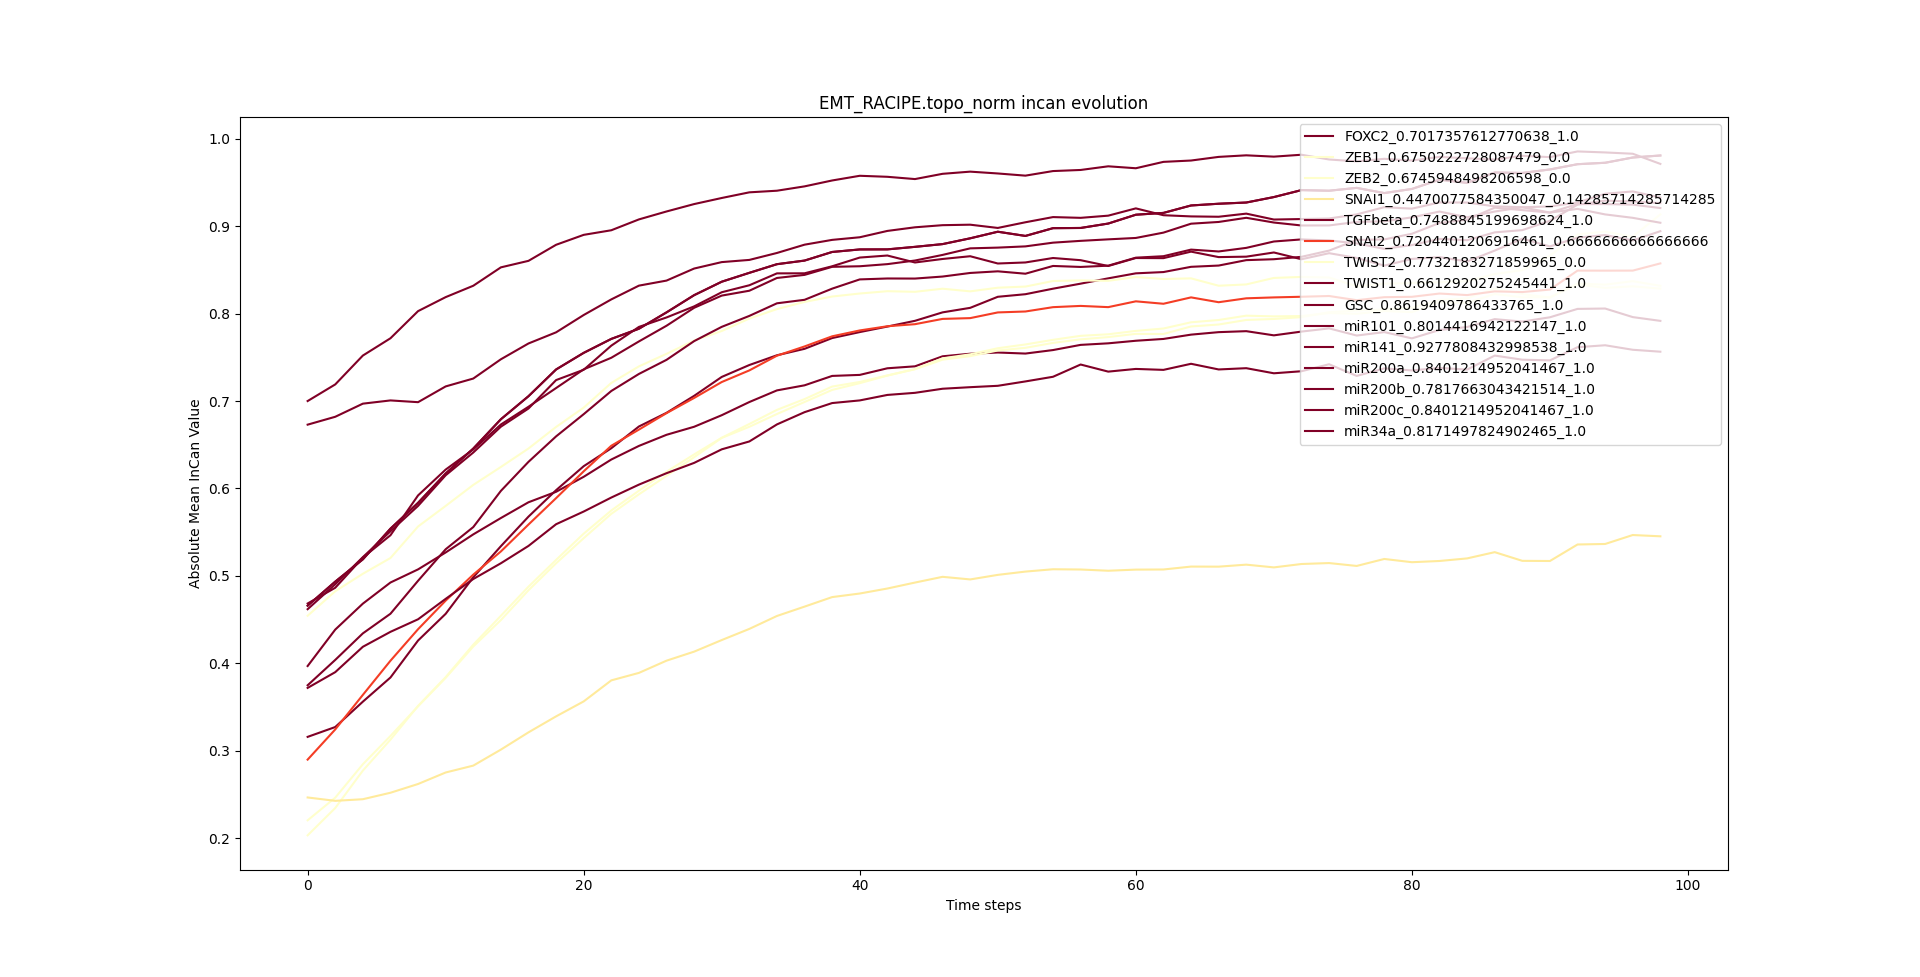 EMT_RACIPE.topo_norm incan evolution
1.0
0.9
0.8
0.7
0.6
0.5
0.4
0.3
0.2
Absolute Mean InCan Value
FOXC2_0.7017357612770638_1.0
ZEB1_0.6750222728087479_0.0
ZEB2_0.6745948498206598_0.0
SNAI1_0.4470077584350047_0.14285714285714285
TGFbeta_0.7488845199698624_1.0
SNAI2_0.7204401206916461_0.6666666666666666
TWIST2_0.7732183271859965_0.0
TWIST1_0.6612920275245441_1.0
GSC_0.8619409786433765_1.0
miR101_0.8014416942122147_1.0
miR141_0.9277808432998538_1.0
miR200a_0.8401214952041467_1.0
miR200b_0.7817663043421514_1.0
miR200c_0.8401214952041467_1.0
miR34a_0.8171497824902465_1.0
0 20 40 60 80 100
Time steps